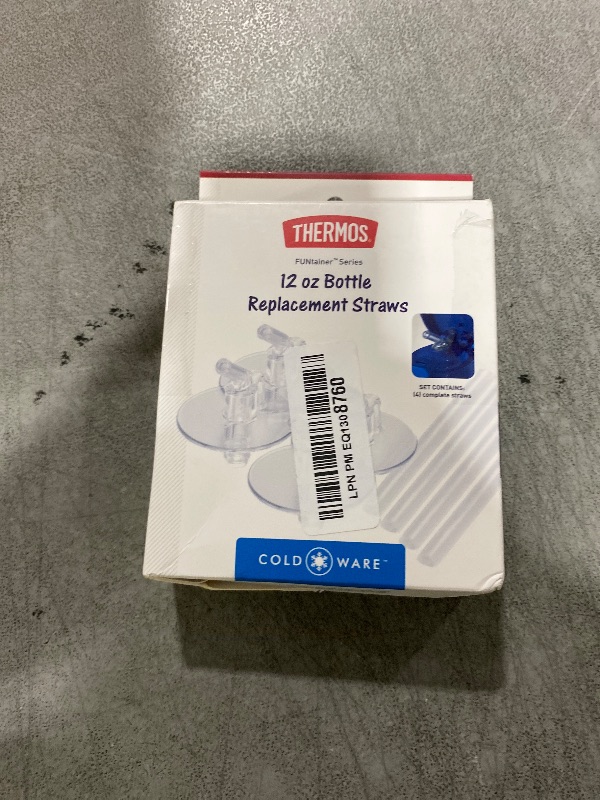 THERMOS
FUNtainer™ Series
12 oz Bottle
Replacement Straws
SET CONTAINS:
(4) complete straws
LPN PM EQ1308760
COLD WARE™